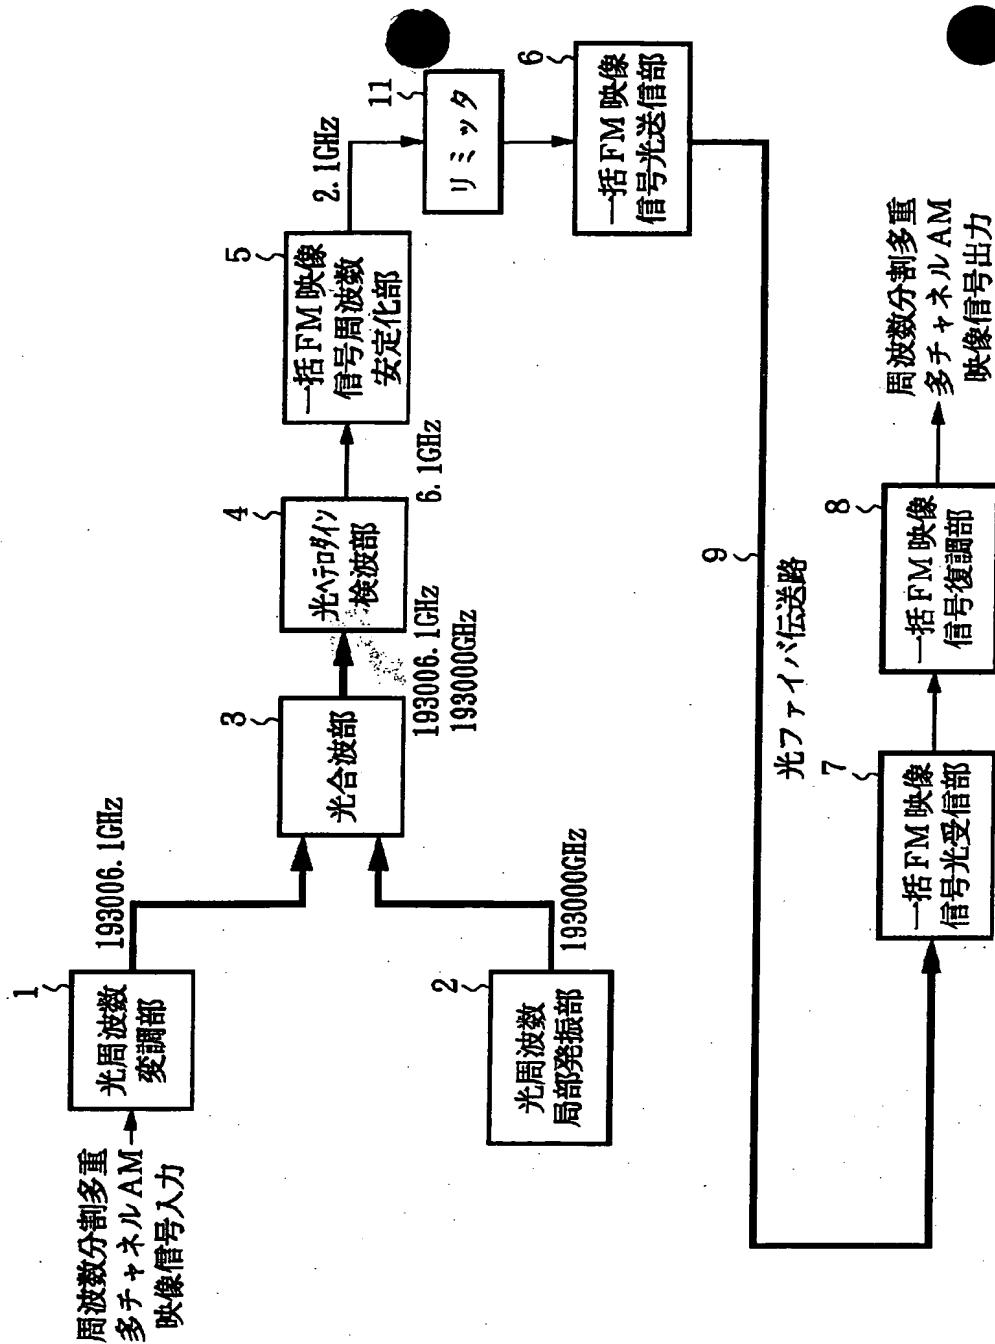 周波数分割多重
多チャネルAM
映像信号入力
1
光周波数
変調部
193006.1GHz
2
光周波数
局部発振部
193000GHz
3
光合波部
193006.1GHz
193000GHz
4
光ヘテロダイン
検波部
6.1GHz
5
一括FM映像
信号周波数
安定化部
2.1GHz
11
リミッタ
6
一括FM映像
信号光送信部
9
光ファイバ伝送路
7
一括FM映像
信号光受信部
8
一括FM映像
信号復調部
周波数分割多重
多チャネルAM
映像信号出力